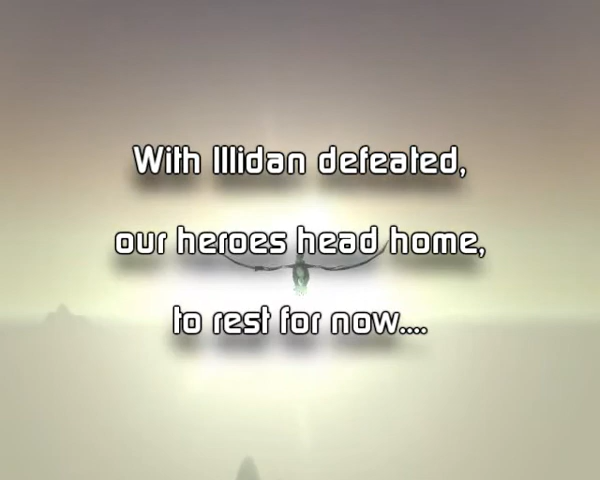 With Illidan defeated,
our heroes head home,
to rest for now....